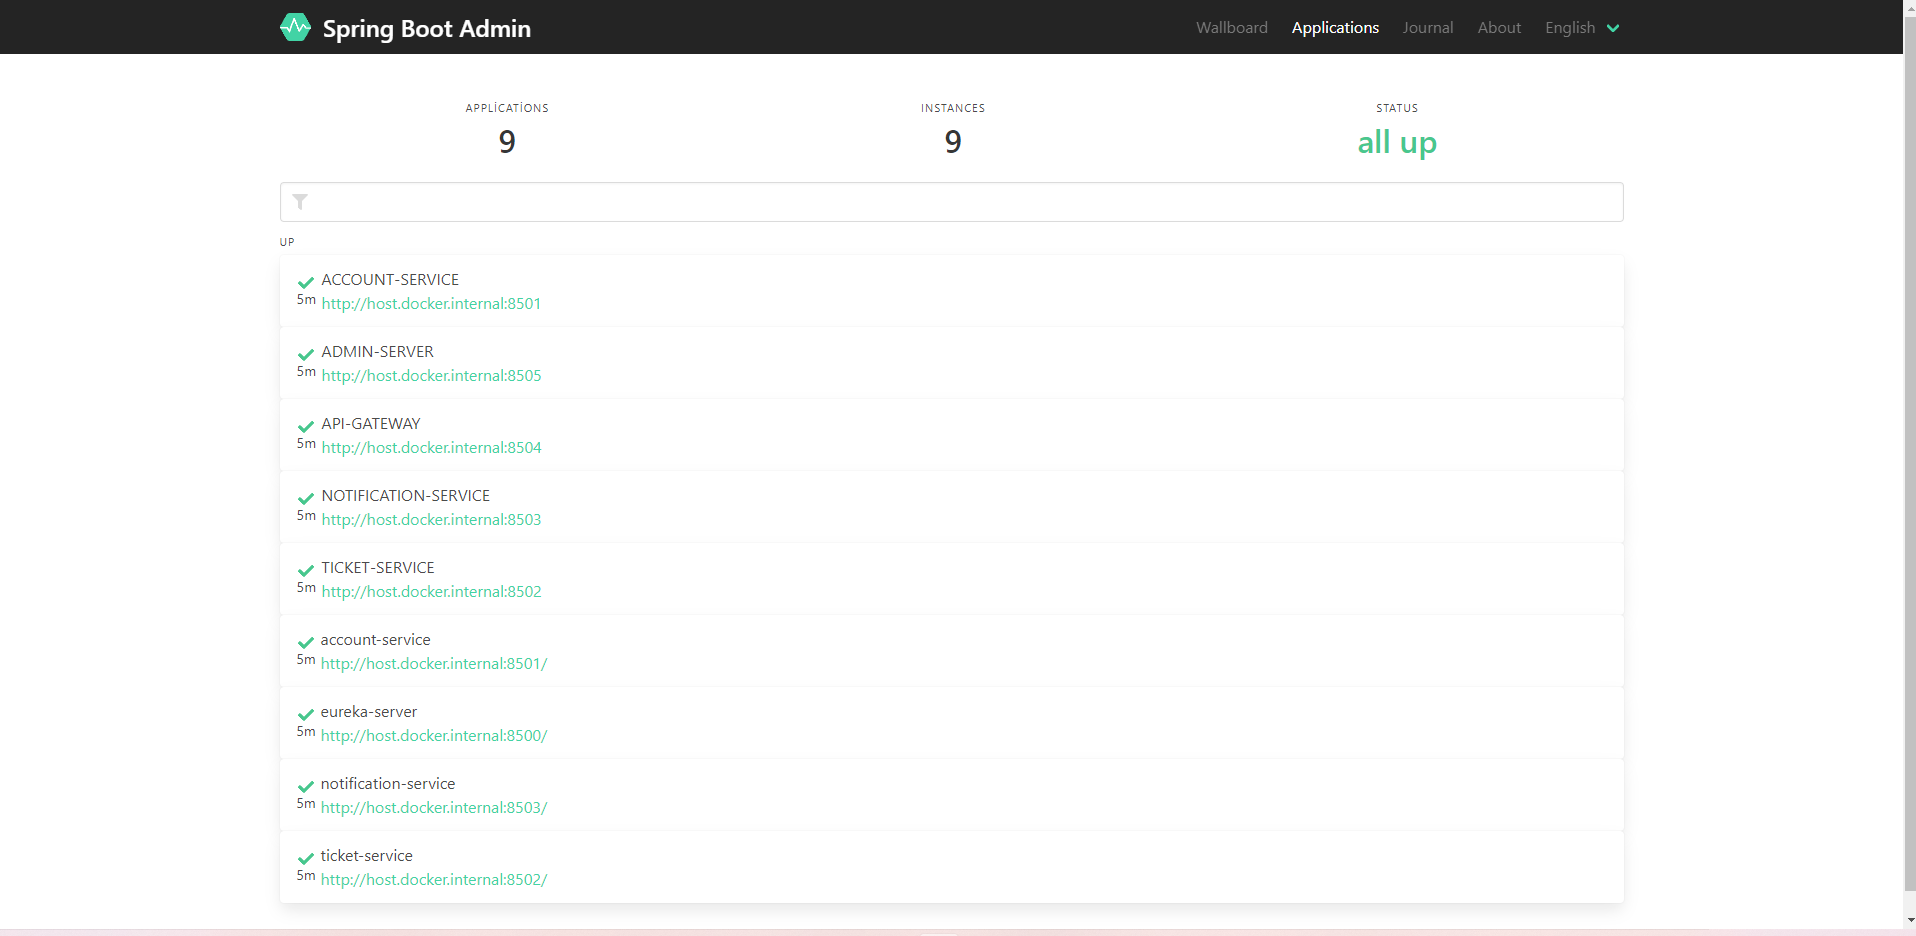 Spring Boot Admin
Wallboard Applications Journal About English
APPLİCATİONS INSTANCES STATUS
9 9 all up
UP
ACCOUNT-SERVICE
5m http://host.docker.internal:8501
ADMIN-SERVER
5m http://host.docker.internal:8505
API-GATEWAY
5m http://host.docker.internal:8504
NOTIFICATION-SERVICE
5m http://host.docker.internal:8503
TICKET-SERVICE
5m http://host.docker.internal:8502
account-service
5m http://host.docker.internal:8501/
eureka-server
5m http://host.docker.internal:8500/
notification-service
5m http://host.docker.internal:8503/
ticket-service
5m http://host.docker.internal:8502/